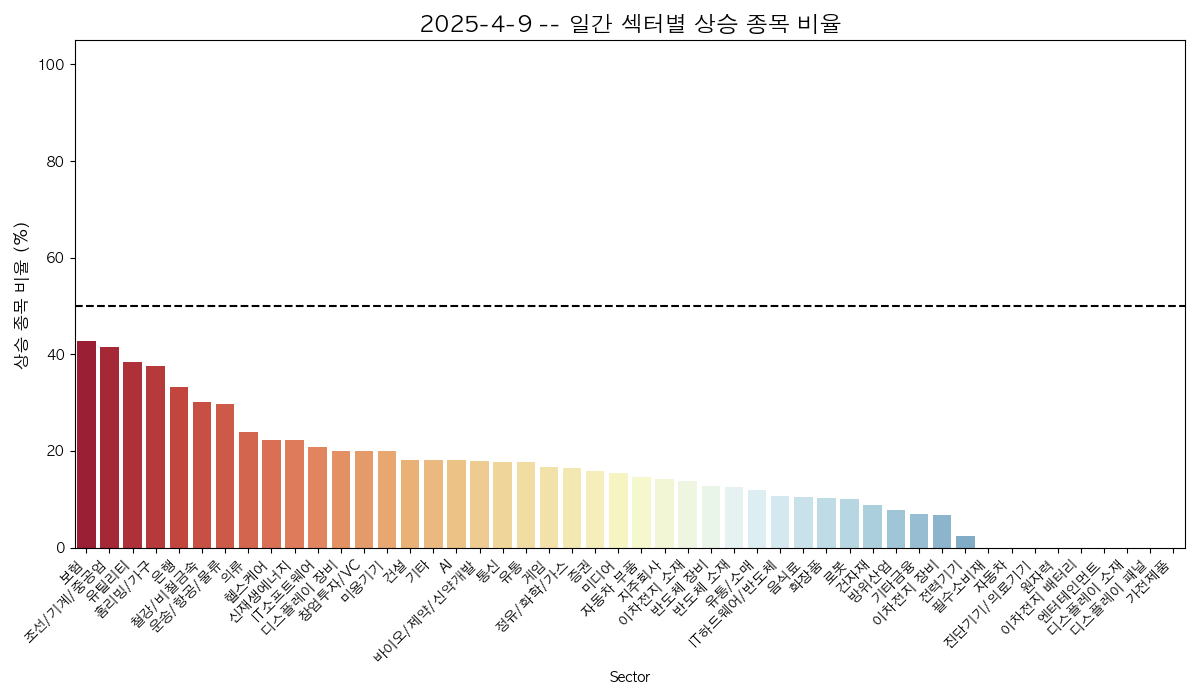 2025-4-9 -- 일간 섹터별 상승 종목 비율
상승 종목 비율 (%)
100
80
60
40
20
0
보험
조선/기계/중공업
유틸리티
홈리빙/가구
은행
철강/비철금속
운송/항공/물류
의류
헬스케어
신재생에너지
IT소프트웨어
디스플레이 장비
창업투자/VC
미용기기
건설
기타
AI
바이오/제약/신약개발
통신
유통
게임
정유/화학/가스
증권
미디어
자동차 부품
지주회사
이차전지 소재
반도체 장비
반도체 소재
유통/소매
IT하드웨어/반도체
음식료
화장품
로봇
건자재
방위산업
기타금융
이차전지 장비
전력기기
필수소비재
자동차
진단기기/의료기기
원자력
이차전지 배터리
엔터테인먼트
디스플레이 소재
디스플레이 패널
가전제품
Sector